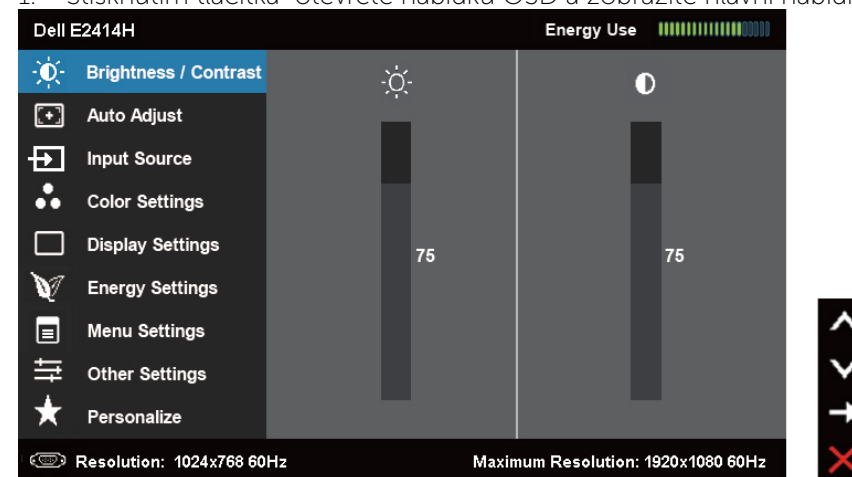 Dell E2414H Energy Use
Brightness / Contrast
Auto Adjust
Input Source
Color Settings
Display Settings
75 75
Energy Settings
Menu Settings
Other Settings
Personalize
Resolution: 1024x768 60Hz Maximum Resolution: 1920x1080 60Hz